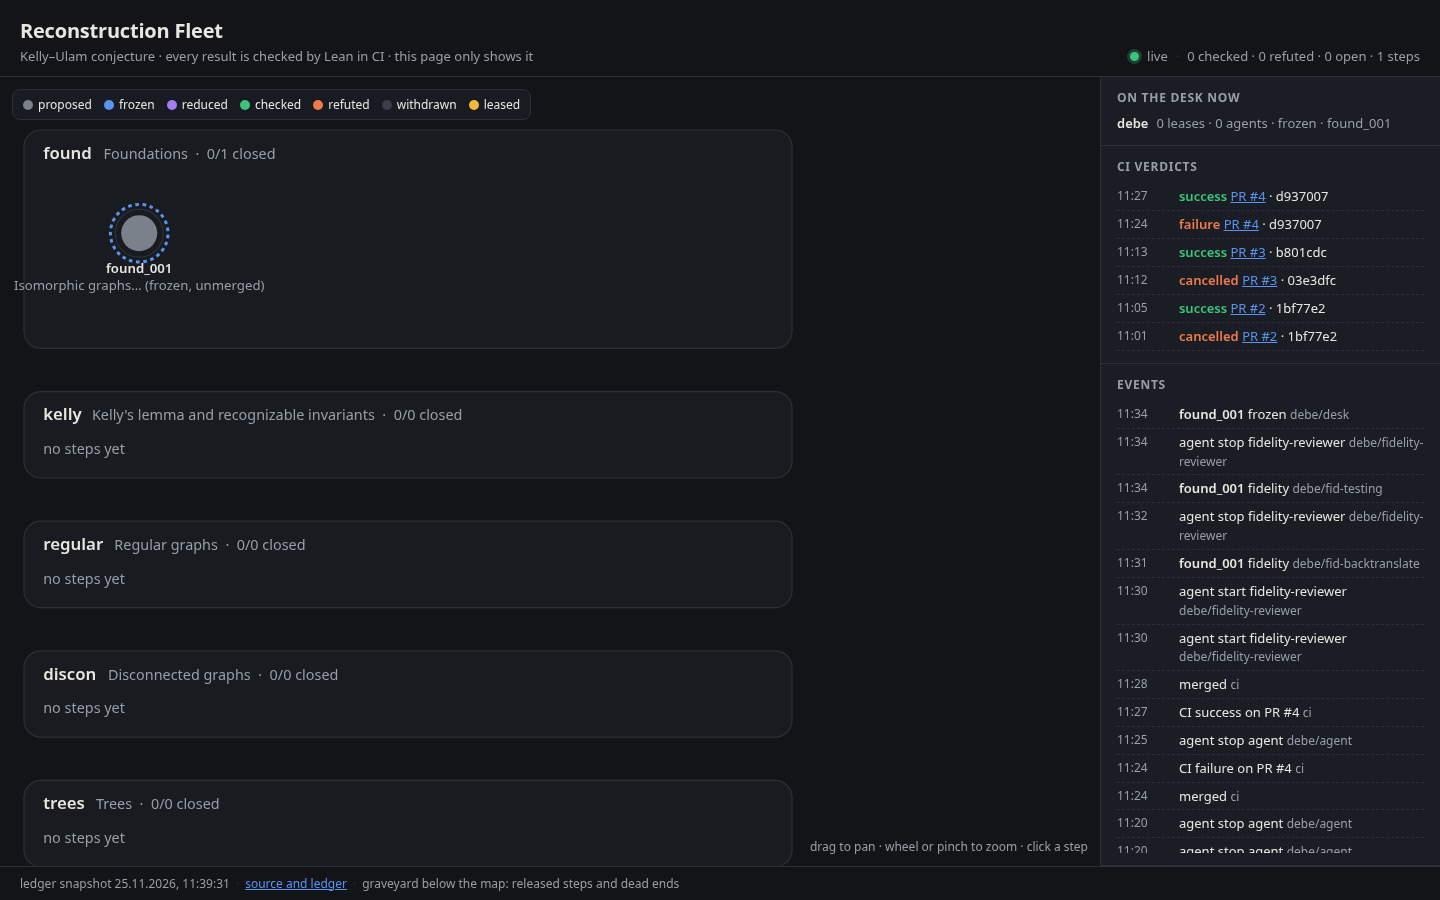 Reconstruction Fleet
Kelly–Ulam conjecture · every result is checked by Lean in CI · this page only shows it
live · 0 checked · 0 refuted · 0 open · 1 steps
proposed frozen reduced checked refuted withdrawn leased
found Foundations · 0/1 closed
found_001
Isomorphic graphs… (frozen, unmerged)
kelly Kelly's lemma and recognizable invariants · 0/0 closed
no steps yet
regular Regular graphs · 0/0 closed
no steps yet
discon Disconnected graphs · 0/0 closed
no steps yet
trees Trees · 0/0 closed
no steps yet
drag to pan · wheel or pinch to zoom · click a step
ON THE DESK NOW
debe 0 leases · 0 agents · frozen · found_001
CI VERDICTS
11:27 success PR #4 · d937007
11:24 failure PR #4 · d937007
11:13 success PR #3 · b801cdc
11:12 cancelled PR #3 · 03e3dfc
11:05 success PR #2 · 1bf77e2
11:01 cancelled PR #2 · 1bf77e2
EVENTS
11:34 found_001 frozen debe/desk
11:34 agent stop fidelity-reviewer debe/fidelity-
reviewer
11:34 found_001 fidelity debe/fid-testing
11:32 agent stop fidelity-reviewer debe/fidelity-
reviewer
11:31 found_001 fidelity debe/fid-backtranslate
11:30 agent start fidelity-reviewer
debe/fidelity-reviewer
11:30 agent start fidelity-reviewer
debe/fidelity-reviewer
11:28 merged ci
11:27 CI success on PR #4 ci
11:25 agent stop agent debe/agent
11:24 CI failure on PR #4 ci
11:24 merged ci
11:20 agent stop agent debe/agent
11:20 agent stop agent debe/agent
ledger snapshot 25.11.2026, 11:39:31 · source and ledger · graveyard below the map: released steps and dead ends